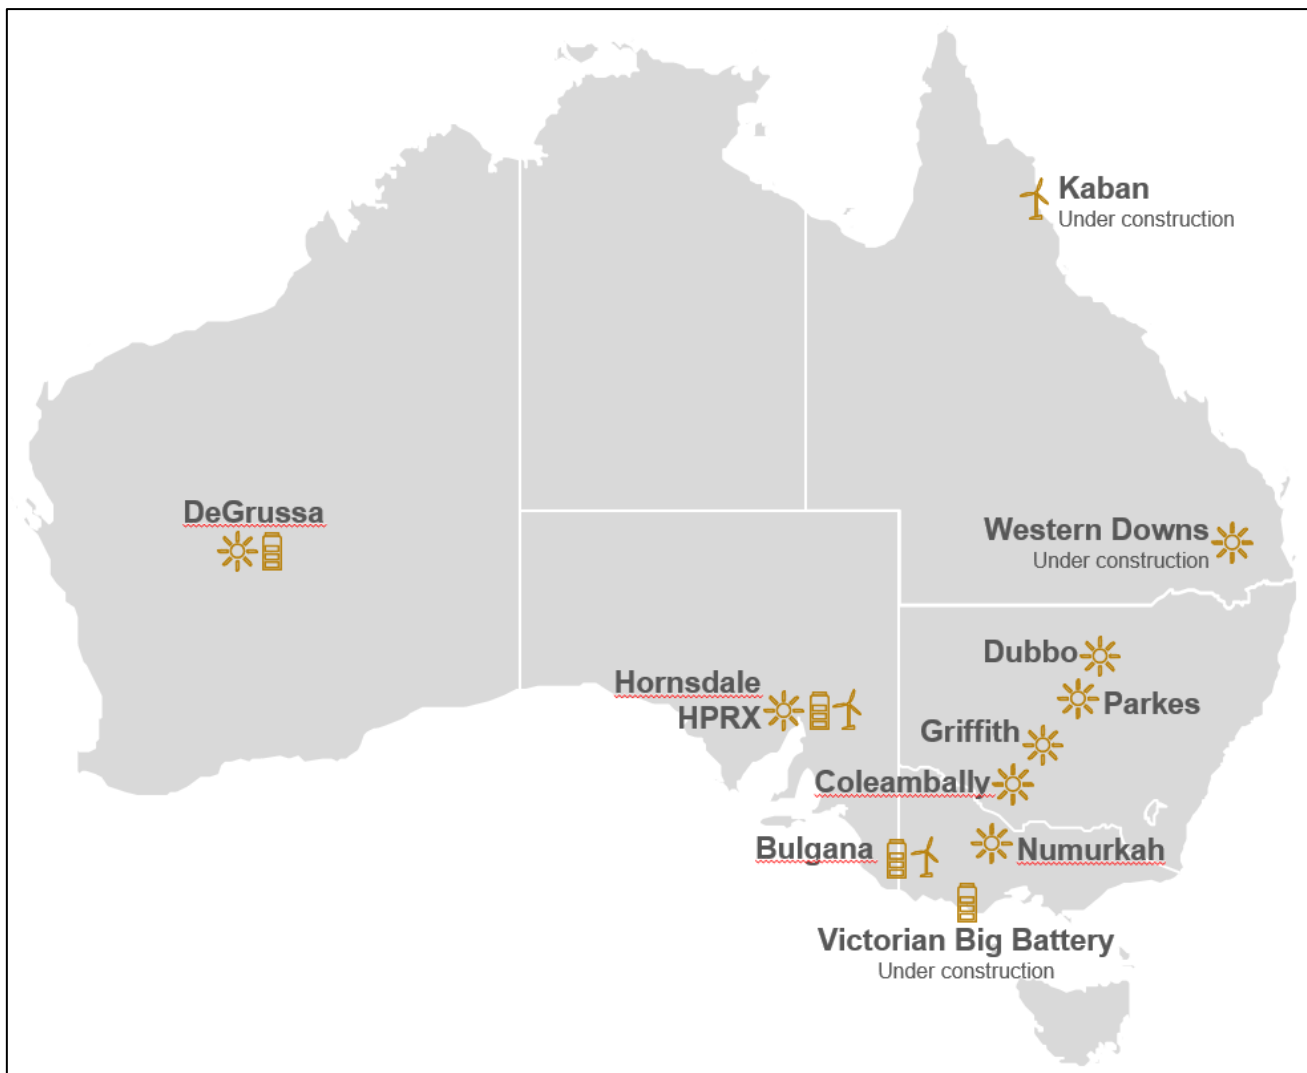 Kaban
Under construction
DeGrussa
Western Downs
Under construction
Dubbo
Hornsdale
HPRX
Parkes
Griffith
Coleambally
Bulgana
Numurkah
Victorian Big Battery
Under construction